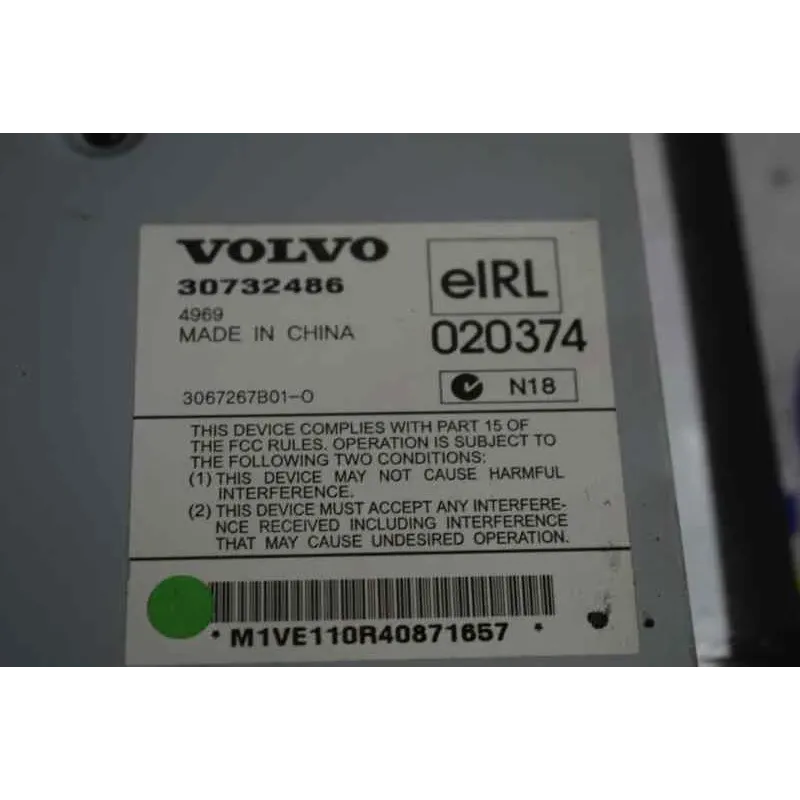 VOLVO
30732486
4969
MADE IN CHINA
eIRL
020374
3067267B01-O
N18
THIS DEVICE COMPLIES WITH PART 15 OF
THE FCC RULES. OPERATION IS SUBJECT TO
THE FOLLOWING TWO CONDITIONS:
(1) THIS DEVICE MAY NOT CAUSE HARMFUL
INTERFERENCE.
(2) THIS DEVICE MUST ACCEPT ANY INTERFERE-
NCE RECEIVED INCLUDING INTERFERENCE
THAT MAY CAUSE UNDESIRED OPERATION.
* M1VE110R40871657 *